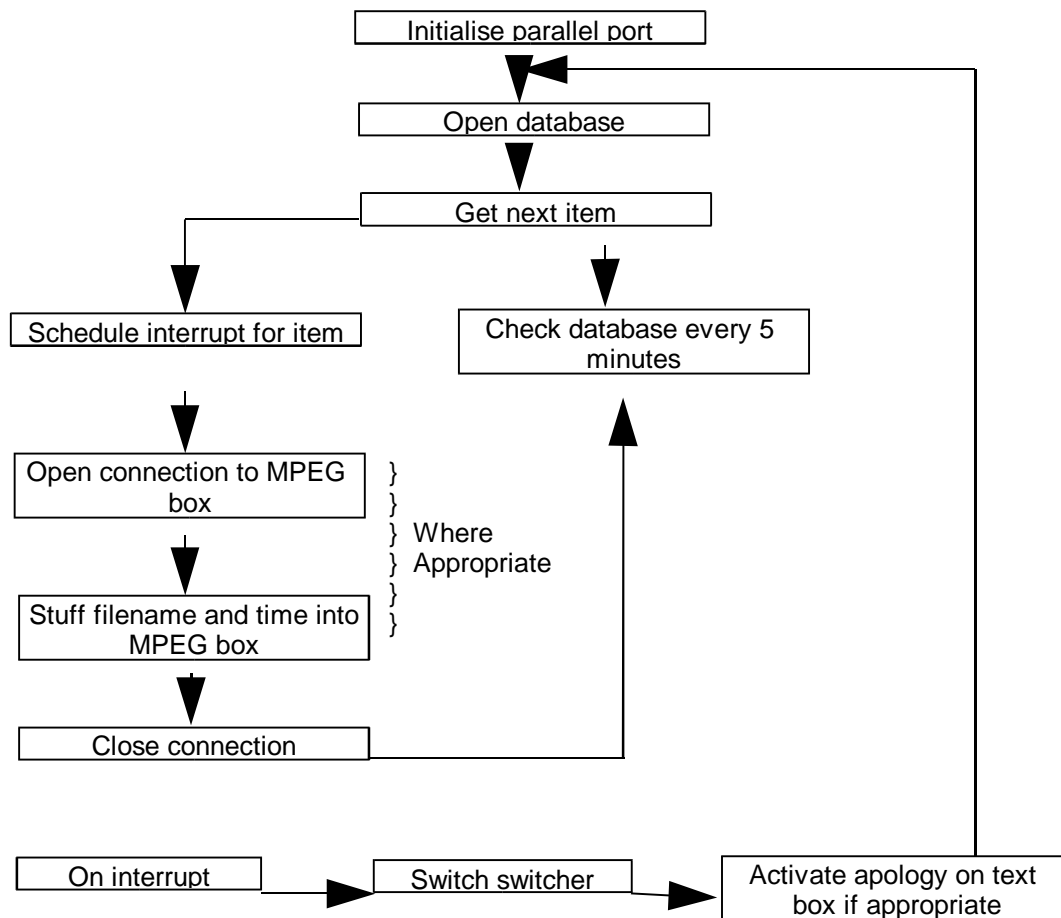 Initialise parallel port
Open database
Get next item
Schedule interrupt for item
Check database every 5
minutes
Open connection to MPEG
box
}
}
} Where
} Appropriate
}
}
Stuff filename and time into
MPEG box
Close connection
On interrupt
Switch switcher
Activate apology on text
box if appropriate